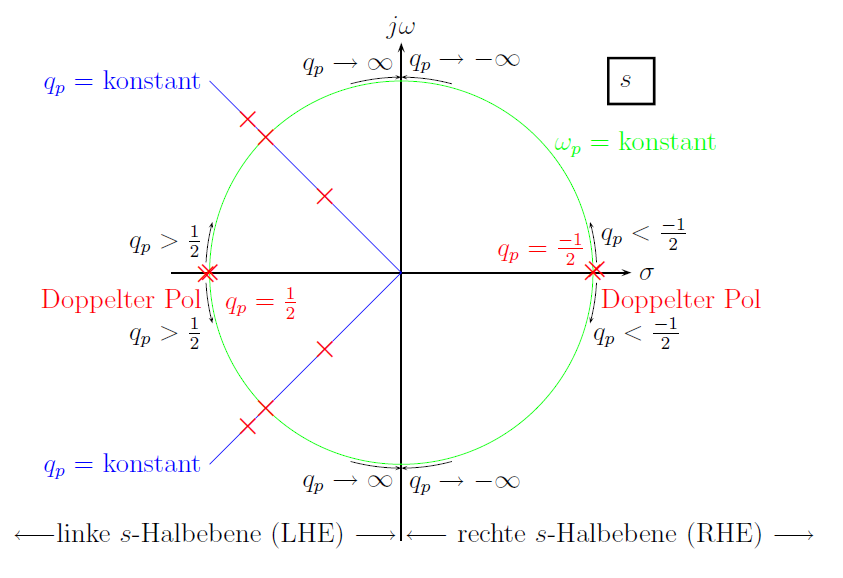 jω
q_p → ∞ q_p → −∞
q_p = konstant
s
ω_p = konstant
q_p > 1/2
q_p = −1/2
q_p < −1/2
σ
Doppelter Pol
q_p = 1/2
Doppelter Pol
q_p > 1/2
q_p < −1/2
q_p = konstant
q_p → ∞ q_p → −∞
←linke s-Halbebene (LHE) →← rechte s-Halbebene (RHE) →